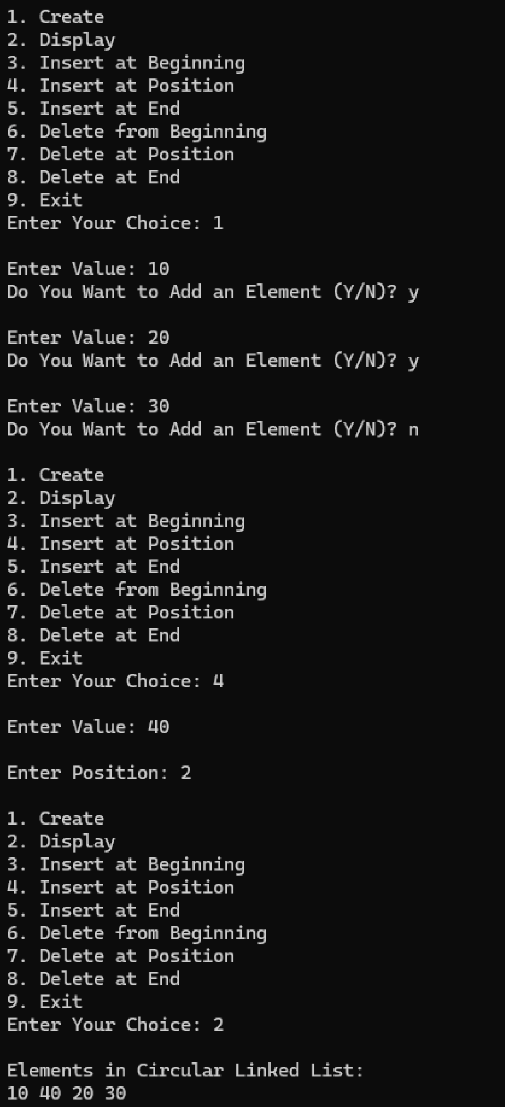 1. Create
2. Display
3. Insert at Beginning
4. Insert at Position
5. Insert at End
6. Delete from Beginning
7. Delete at Position
8. Delete at End
9. Exit
Enter Your Choice: 1
Enter Value: 10
Do You Want to Add an Element (Y/N)? y
Enter Value: 20
Do You Want to Add an Element (Y/N)? y
Enter Value: 30
Do You Want to Add an Element (Y/N)? n
1. Create
2. Display
3. Insert at Beginning
4. Insert at Position
5. Insert at End
6. Delete from Beginning
7. Delete at Position
8. Delete at End
9. Exit
Enter Your Choice: 4
Enter Value: 40
Enter Position: 2
1. Create
2. Display
3. Insert at Beginning
4. Insert at Position
5. Insert at End
6. Delete from Beginning
7. Delete at Position
8. Delete at End
9. Exit
Enter Your Choice: 2
Elements in Circular Linked List:
10 40 20 30